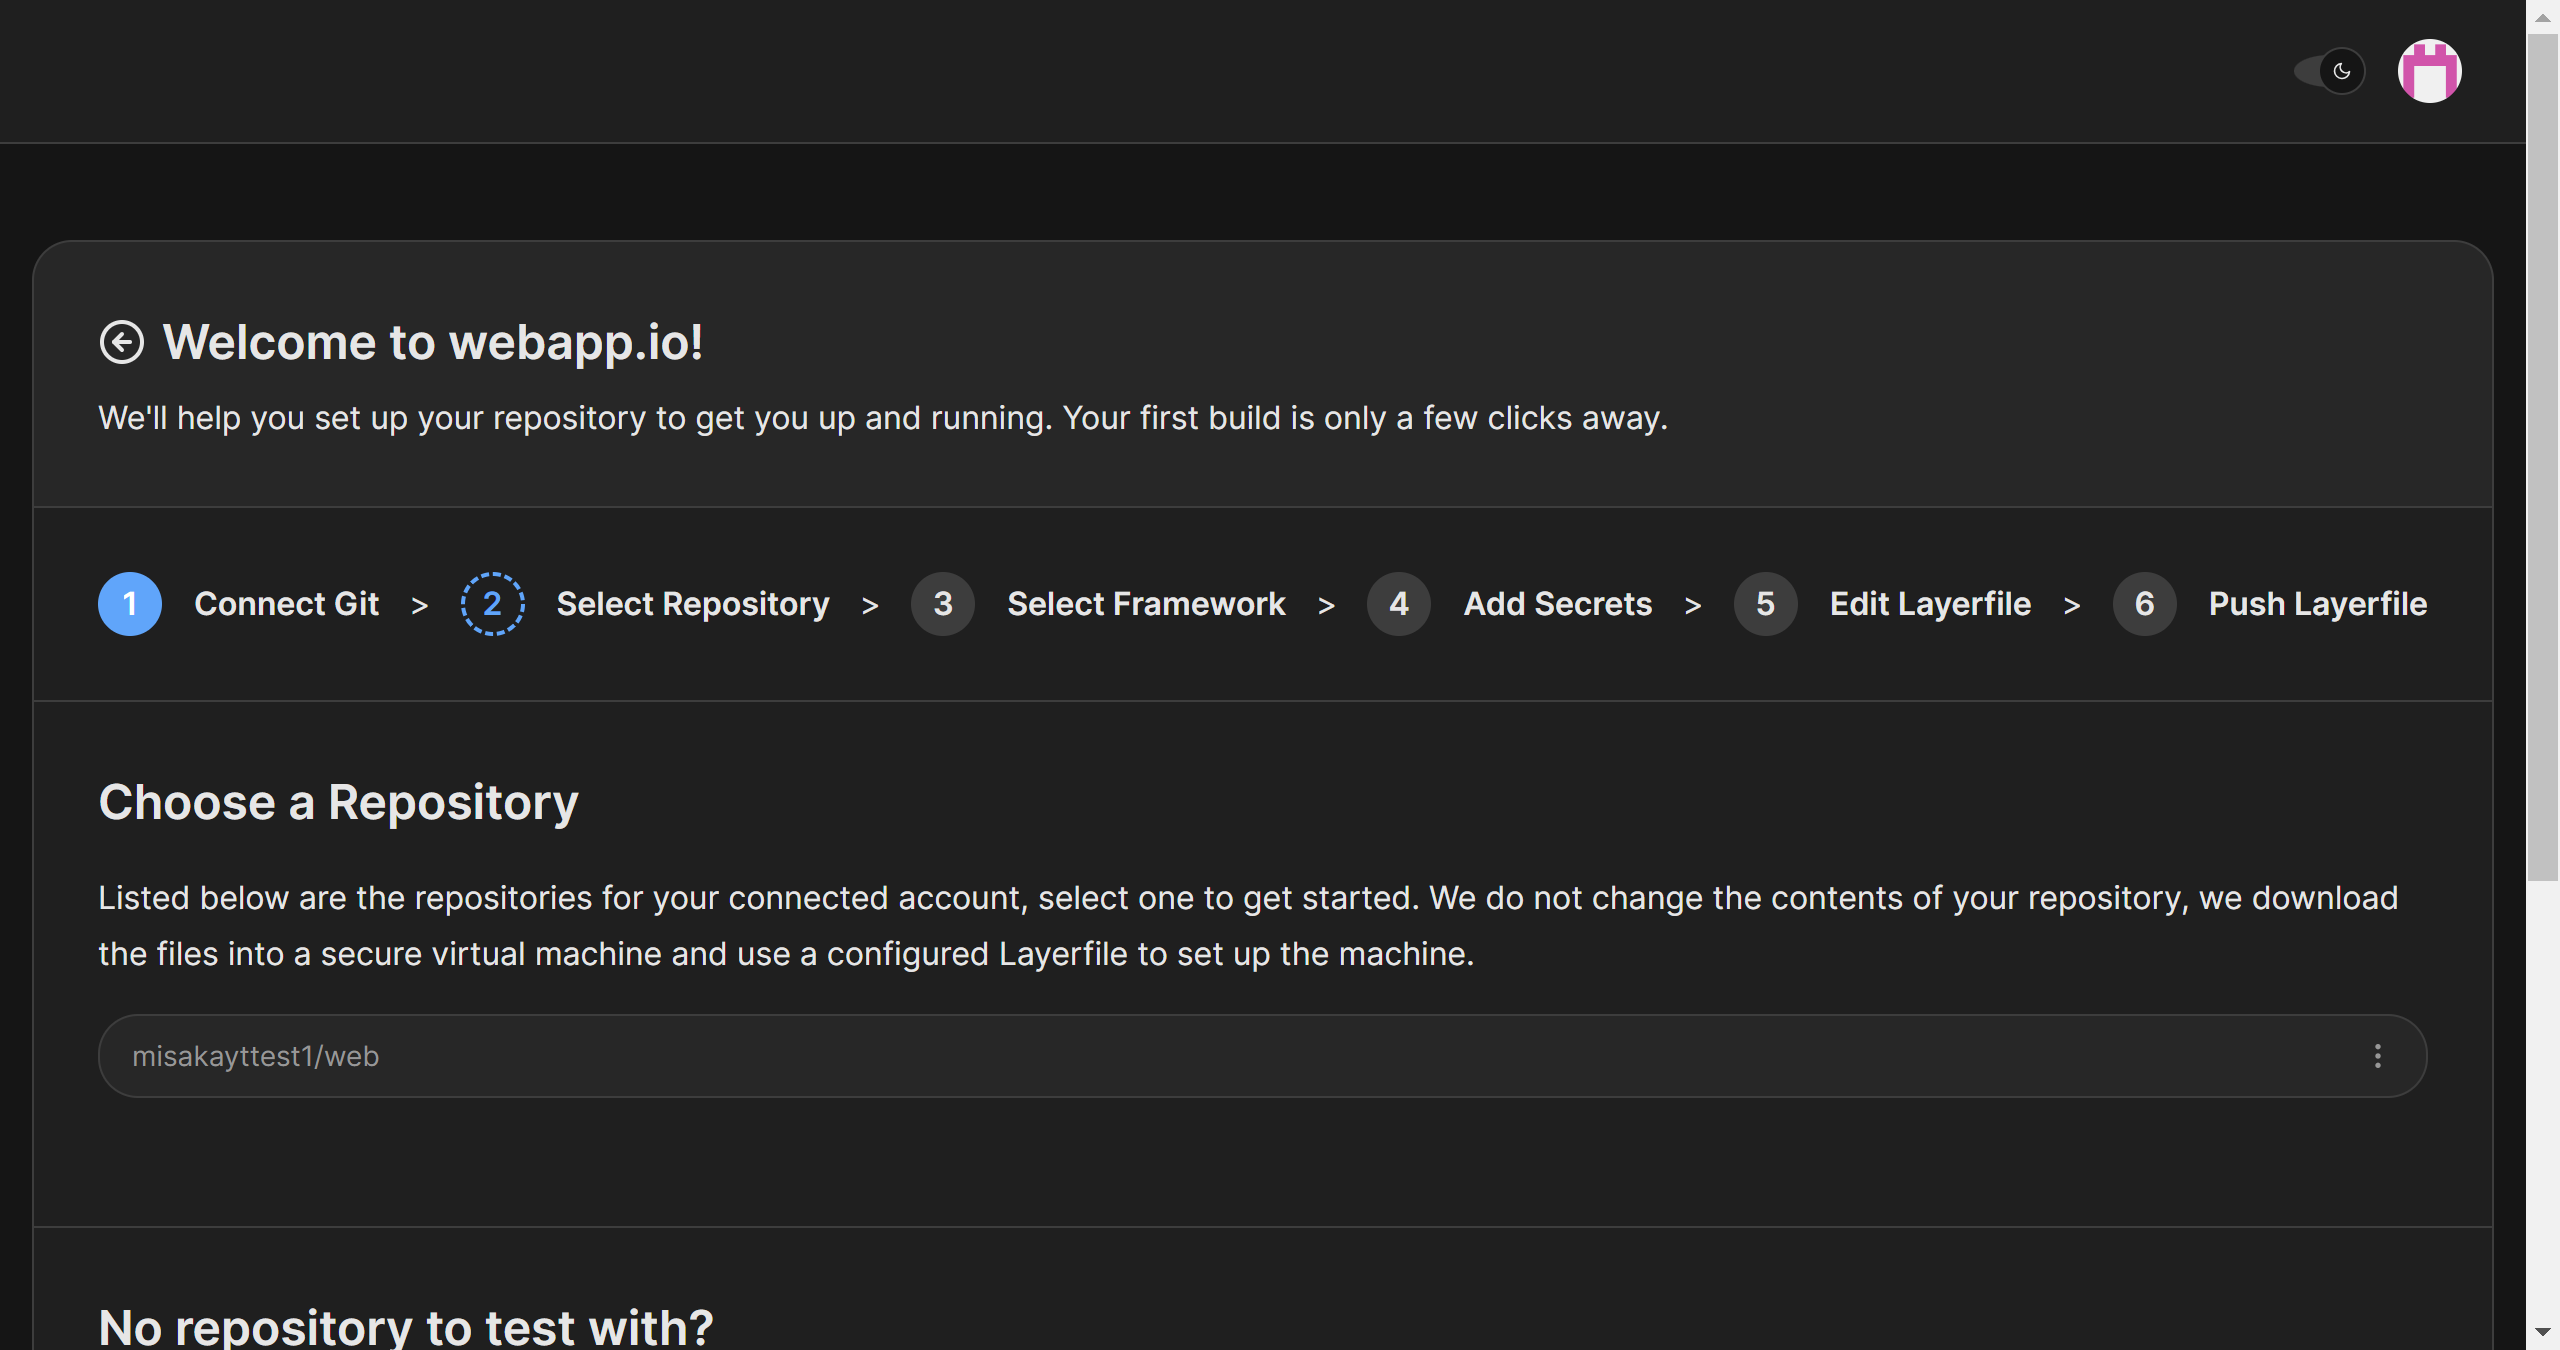 Welcome to webapp.io!
We'll help you set up your repository to get you up and running. Your first build is only a few clicks away.
1 Connect Git > 2 Select Repository > 3 Select Framework > 4 Add Secrets > 5 Edit Layerfile > 6 Push Layerfile
Choose a Repository
Listed below are the repositories for your connected account, select one to get started. We do not change the contents of your repository, we download
the files into a secure virtual machine and use a configured Layerfile to set up the machine.
misakayttest1/web
No repository to test with?